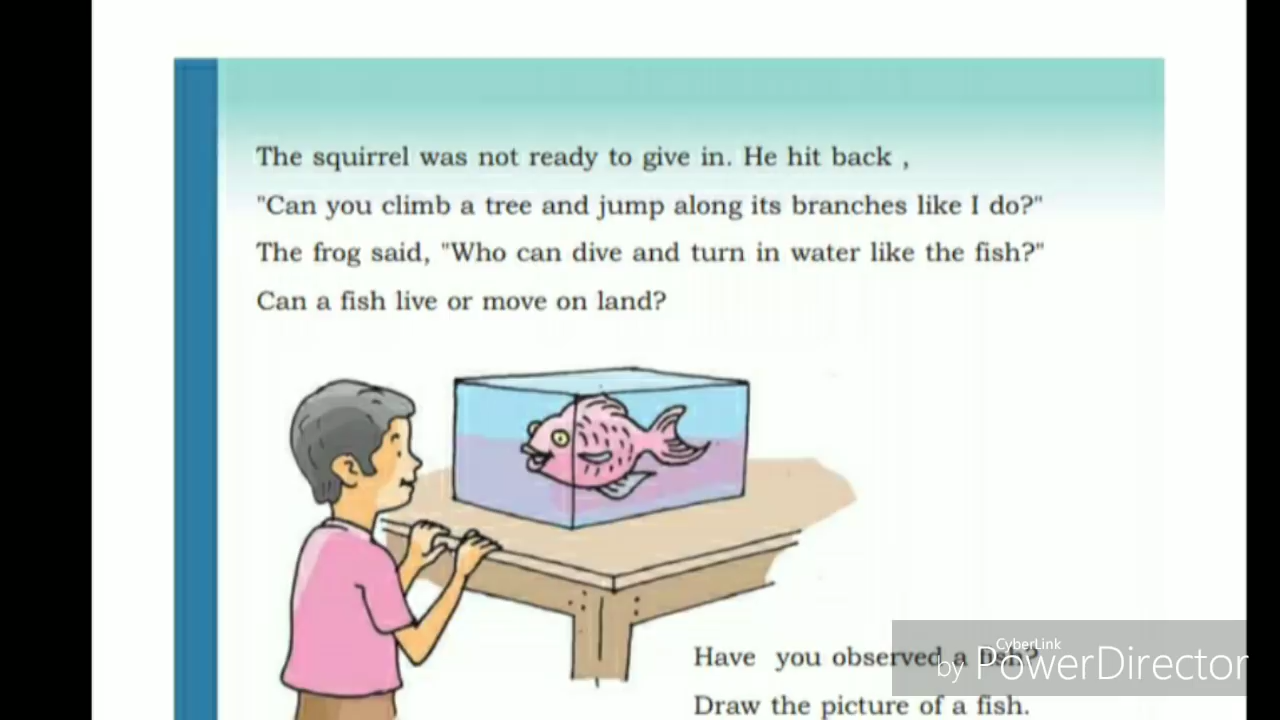 The squirrel was not ready to give in. He hit back ,
"Can you climb a tree and jump along its branches like I do?"
The frog said, "Who can dive and turn in water like the fish?"
Can a fish live or move on land?
Have you observed a fish?
Draw the picture of a fish.
CyberLink
by PowerDirector